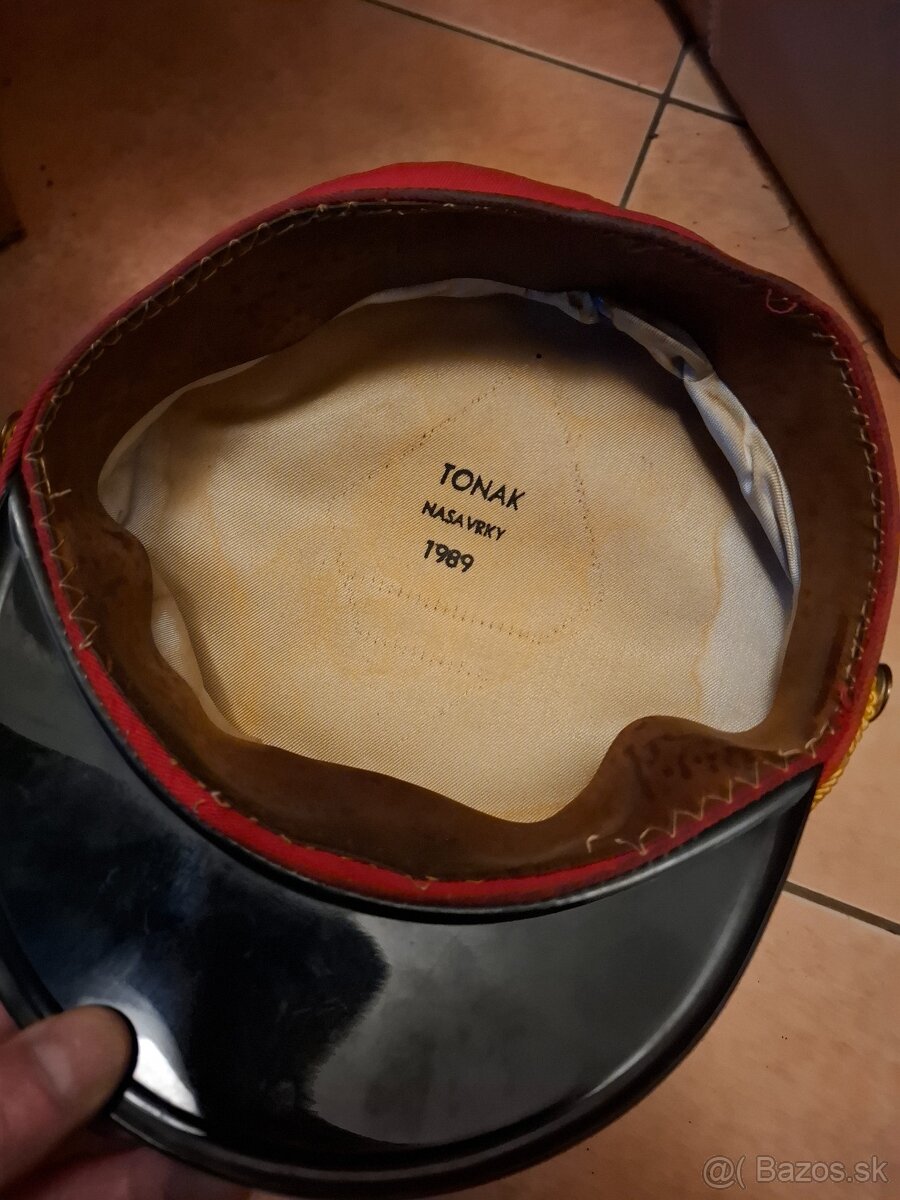 TONAK
NASAVRKY
1989
@( Bazos.sk